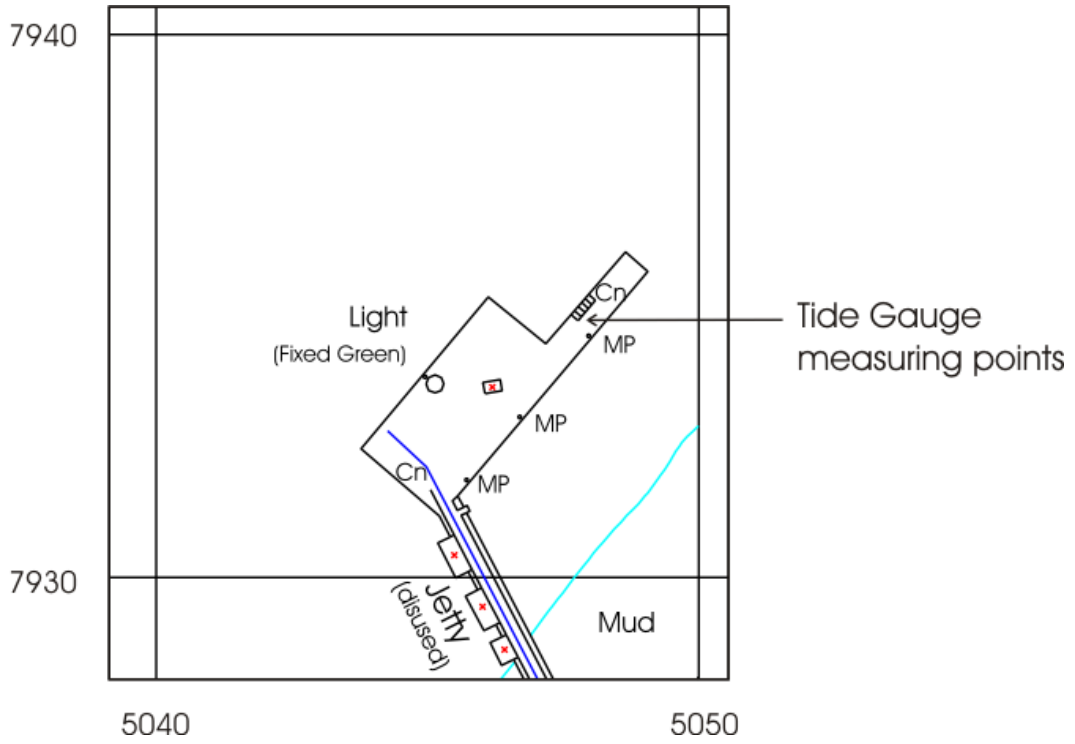 7940
Cn
Light
(Fixed Green)
Tide Gauge
measuring points
MP
MP
Cn
MP
7930
Jetty
(disused)
Mud
5040
5050